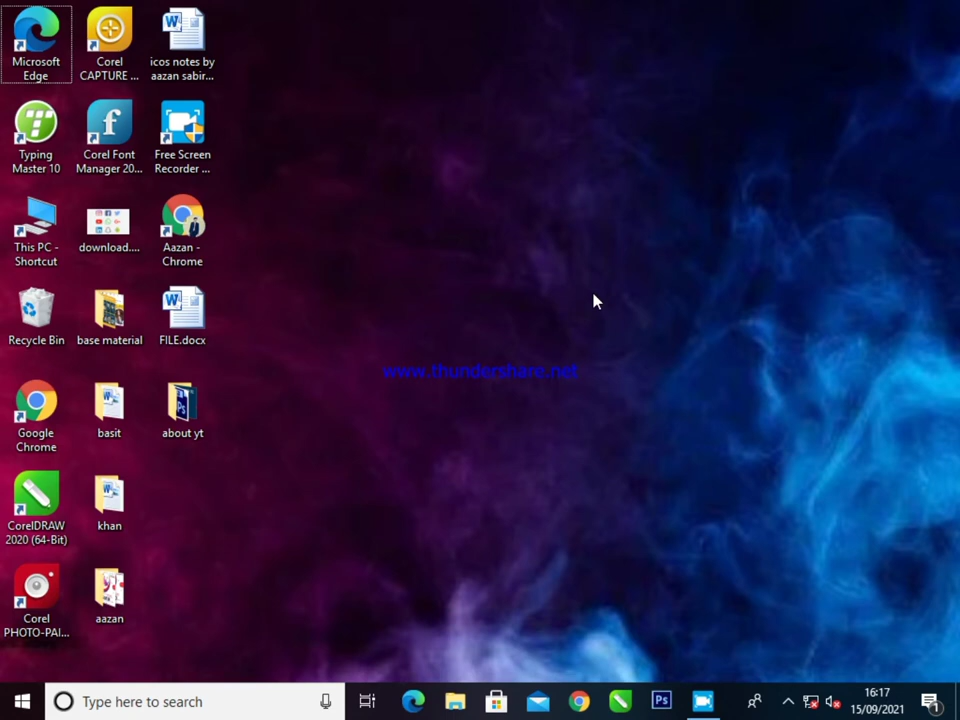 Microsoft
Edge
Corel
CAPTURE ...
icos notes by
aazan sabir...
Typing
Master 10
Corel Font
Manager 20...
Free Screen
Recorder ...
This PC -
Shortcut
download....
Aazan -
Chrome
Recycle Bin
base material
FILE.docx
www.thundershare.net
Google
Chrome
basit
about yt
CorelDRAW
2020 (64-Bit)
khan
Corel
PHOTO-PAI...
aazan
Type here to search
Ps
16:17
15/09/2021
1